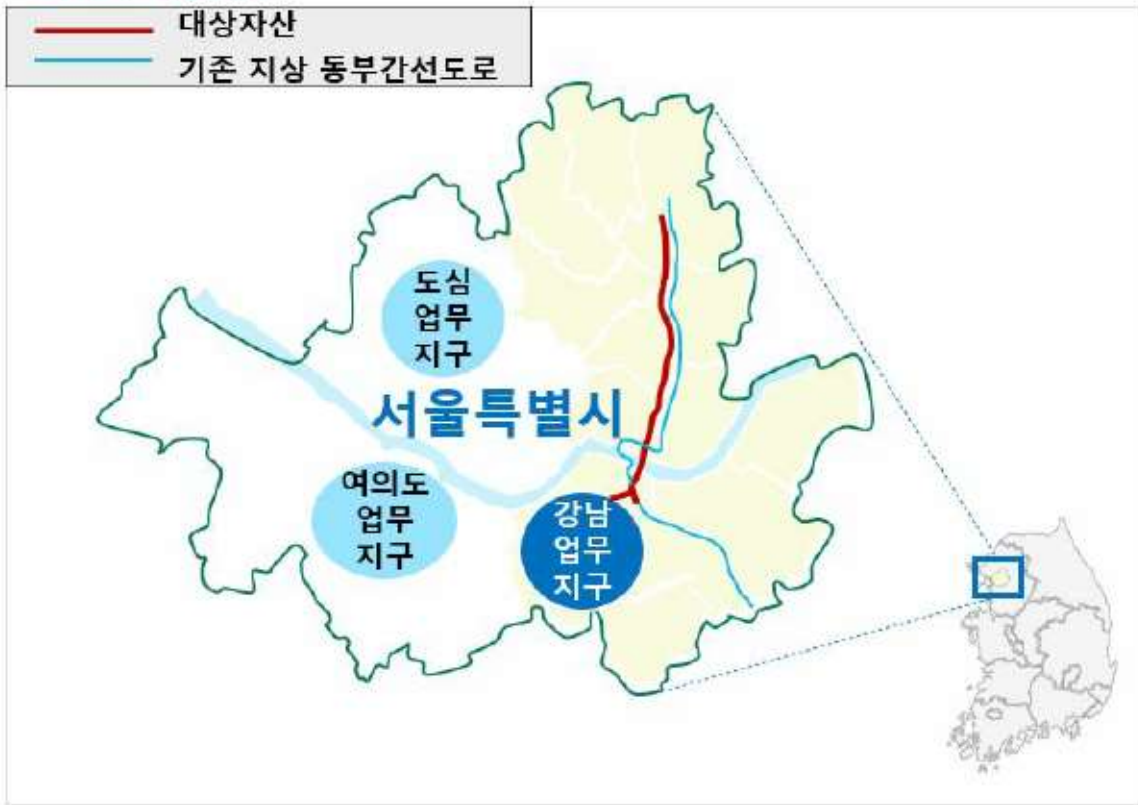 대상자산
기존 지상 동부간선도로
도심
업무
지구
서울특별시
여의도
업무
지구
강남
업무
지구